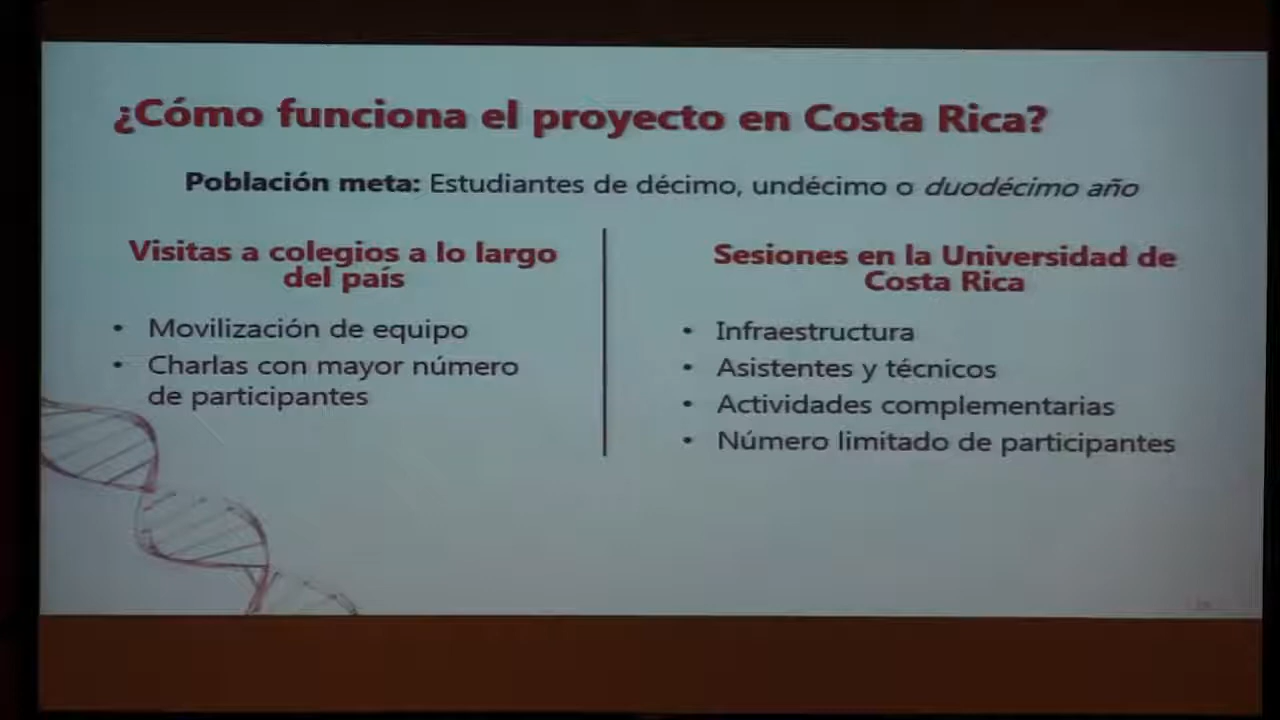 ¿Cómo funciona el proyecto en Costa Rica?
Población meta: Estudiantes de décimo, undécimo o duodécimo año
Visitas a colegios a lo largo
del país
• Movilización de equipo
• Charlas con mayor número
de participantes
Sesiones en la Universidad de
Costa Rica
• Infraestructura
• Asistentes y técnicos
• Actividades complementarias
• Número limitado de participantes